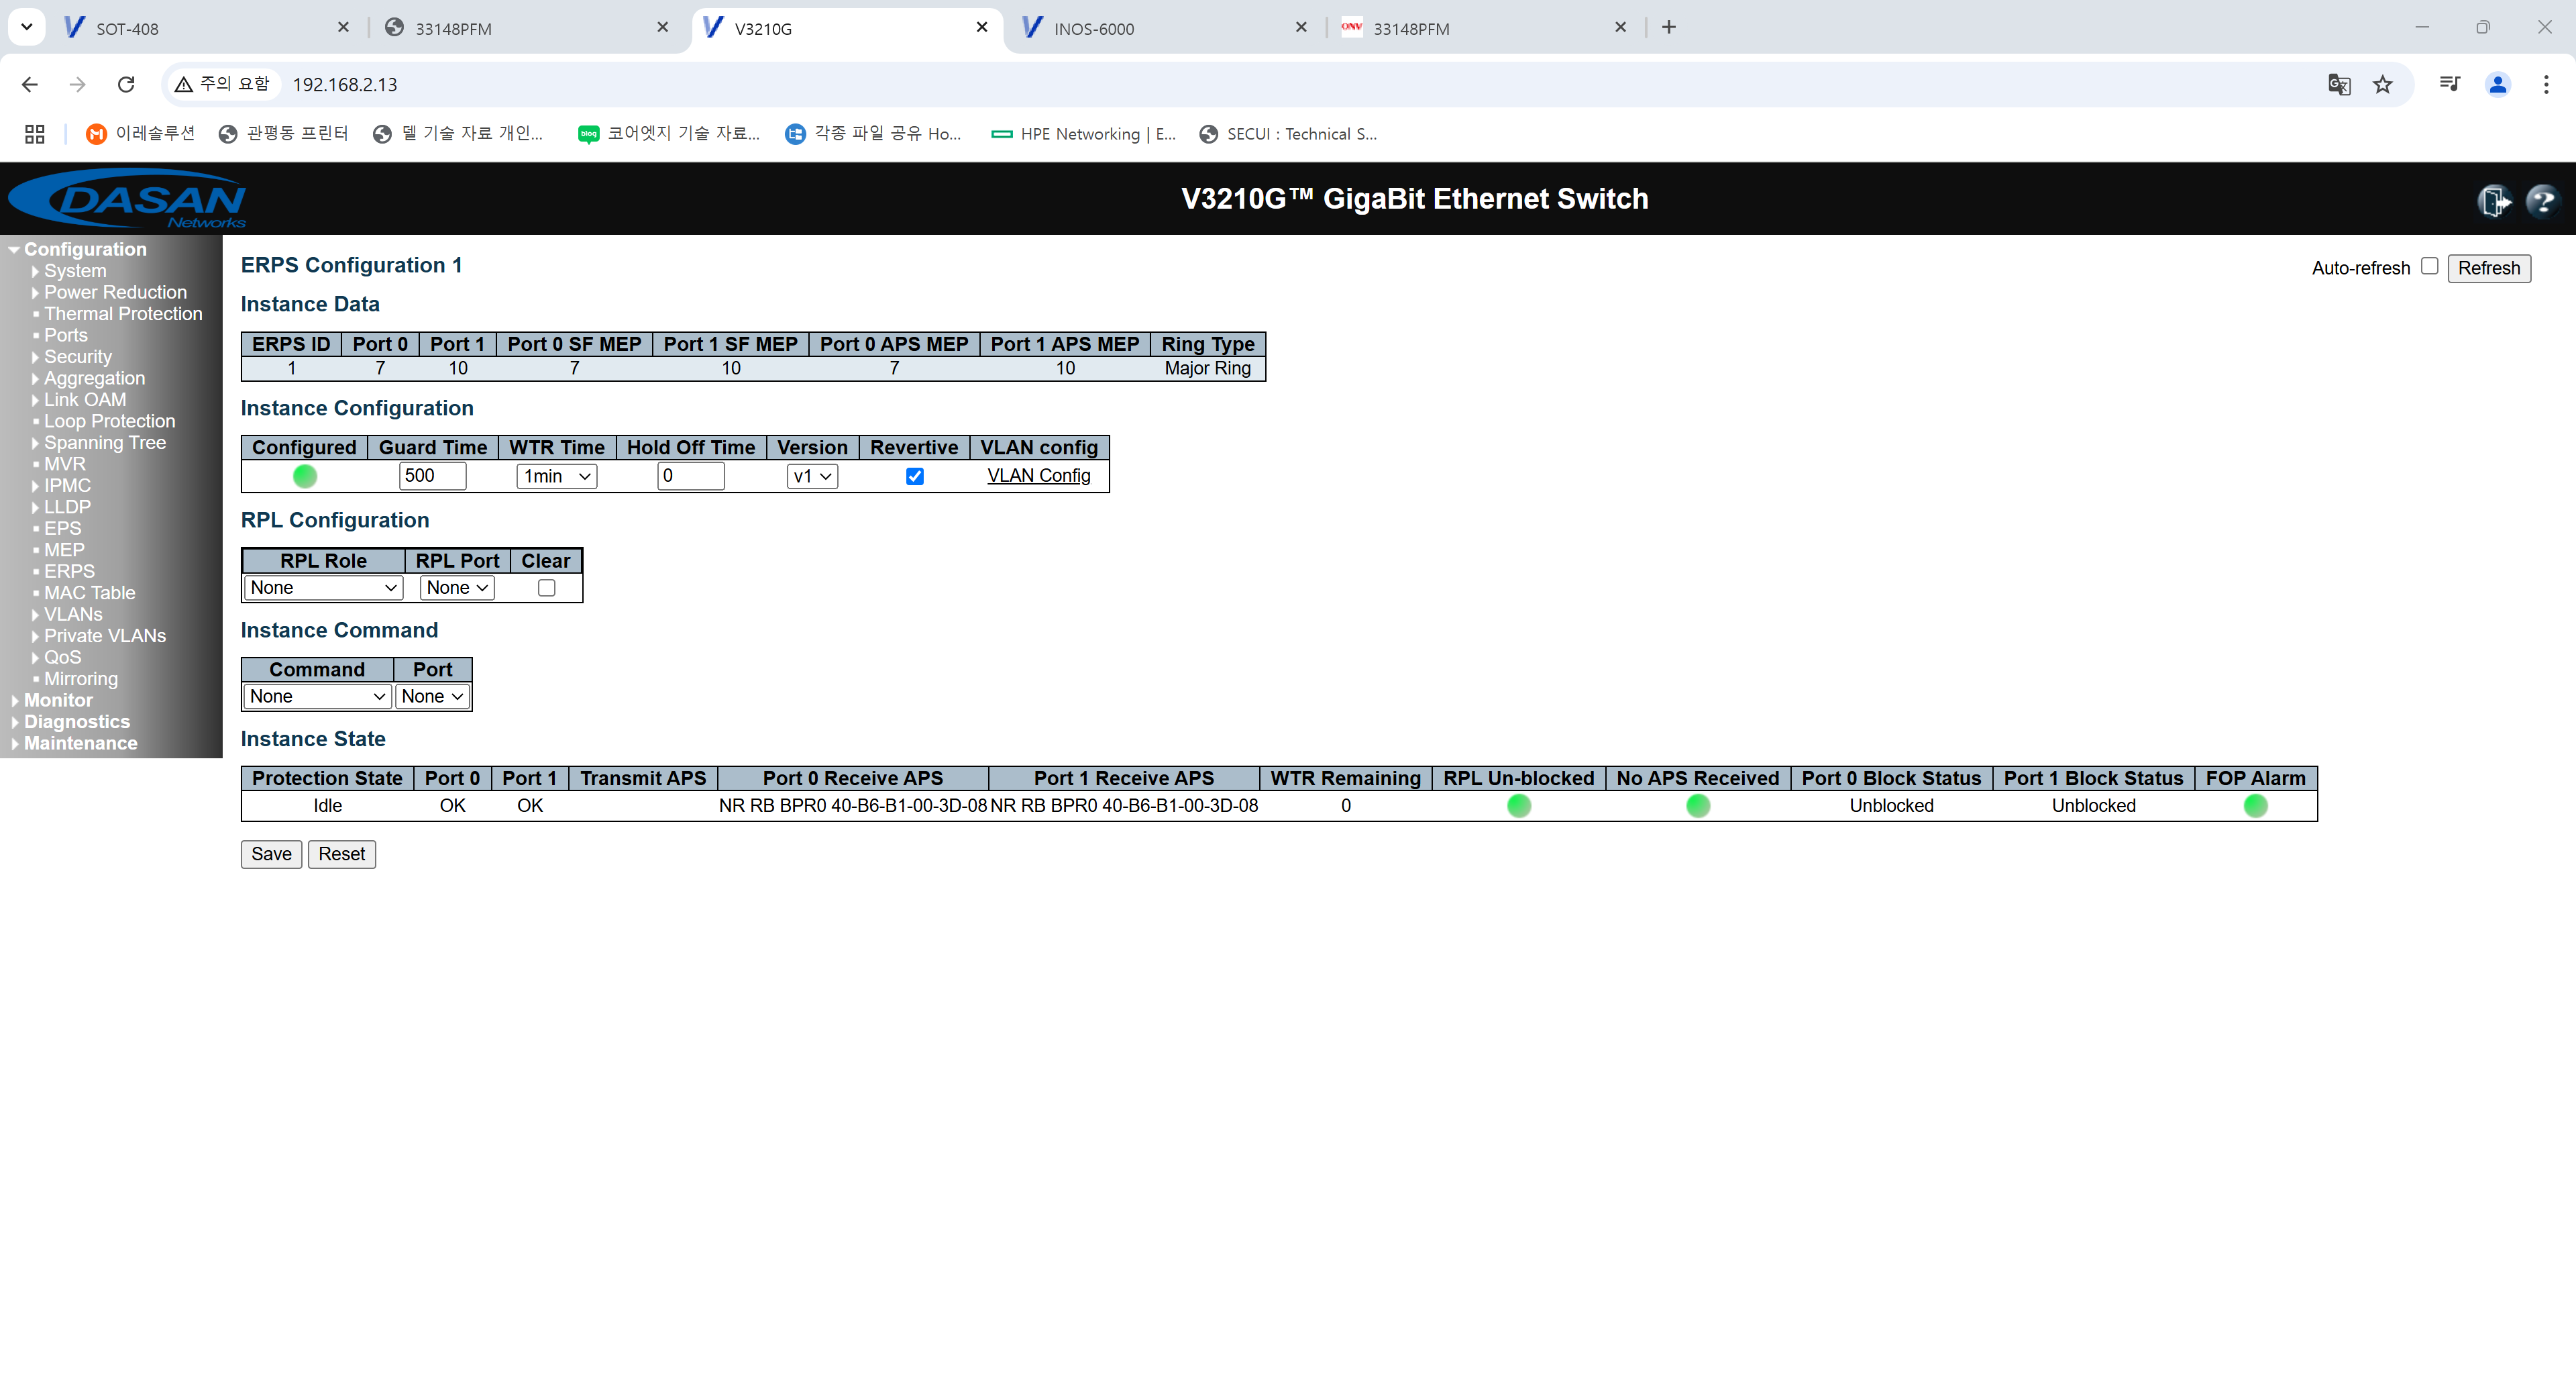 SOT-408
33148PFM
V3210G
INOS-6000
ONV 33148PFM
주의 요함 192.168.2.13
이레솔루션 관평동 프린터 델 기술 자료 개인... blog 코어엣지 기술 자료... 각종 파일 공유 Ho... HPE Networking | E... SECUI : Technical S...
DASAN
Networks
V3210G™ GigaBit Ethernet Switch
Configuration
System
Power Reduction
Thermal Protection
Ports
Security
Aggregation
Link OAM
Loop Protection
Spanning Tree
MVR
IPMC
LLDP
EPS
MEP
ERPS
MAC Table
VLANs
Private VLANs
QoS
Mirroring
Monitor
Diagnostics
Maintenance
ERPS Configuration 1
Auto-refresh Refresh
Instance Data
ERPS ID Port 0 Port 1 Port 0 SF MEP Port 1 SF MEP Port 0 APS MEP Port 1 APS MEP Ring Type
1 7 10 7 10 7 10 Major Ring
Instance Configuration
Configured Guard Time WTR Time Hold Off Time Version Revertive VLAN config
500 1min 0 v1 VLAN Config
RPL Configuration
RPL Role RPL Port Clear
None None
Instance Command
Command Port
None None
Instance State
Protection State Port 0 Port 1 Transmit APS Port 0 Receive APS Port 1 Receive APS WTR Remaining RPL Un-blocked No APS Received Port 0 Block Status Port 1 Block Status FOP Alarm
Idle OK OK NR RB BPR0 40-B6-B1-00-3D-08 NR RB BPR0 40-B6-B1-00-3D-08 0 Unblocked Unblocked
Save Reset